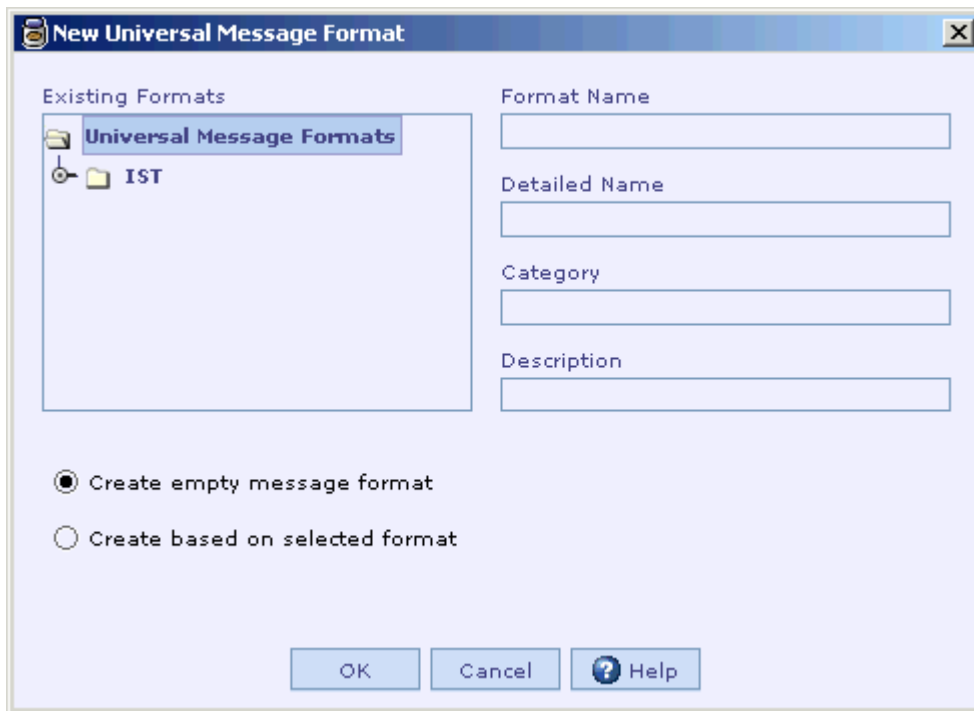 New Universal Message Format
Existing Formats
Universal Message Formats
IST
Format Name
Detailed Name
Category
Description
Create empty message format
Create based on selected format
OK
Cancel
? Help